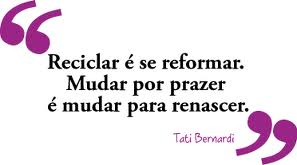 “
Reciclar é se reformar.
Mudar por prazer
é mudar para renascer.
”
Tati Bernardi